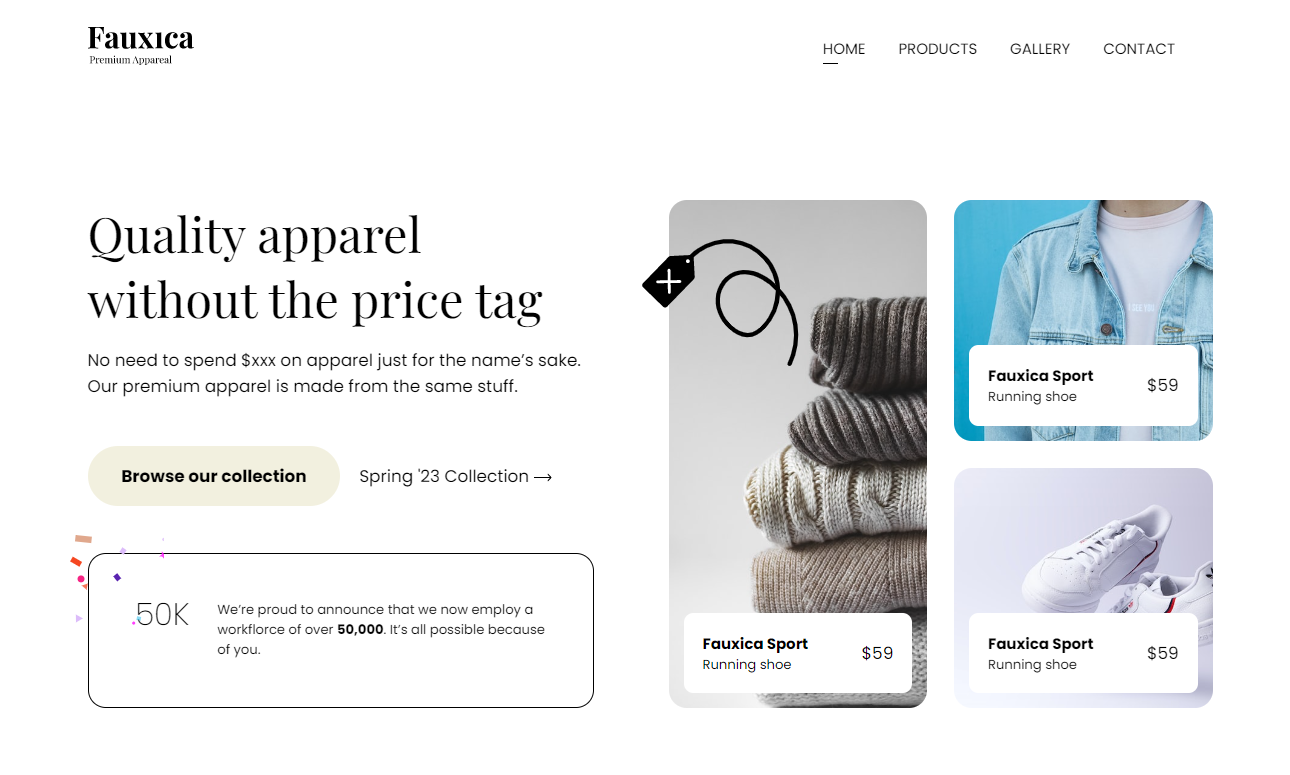 Fauxıca
Premium Appareal
HOME PRODUCTS GALLERY CONTACT
Quality apparel
without the price tag
No need to spend $xxx on apparel just for the name’s sake.
Our premium apparel is made from the same stuff.
Browse our collection
Spring '23 Collection →
50K
We’re proud to announce that we now employ a
workflorce of over 50,000. It’s all possible because
of you.
Fauxica Sport
Running shoe
$59
Fauxica Sport
Running shoe
$59
Fauxica Sport
Running shoe
$59